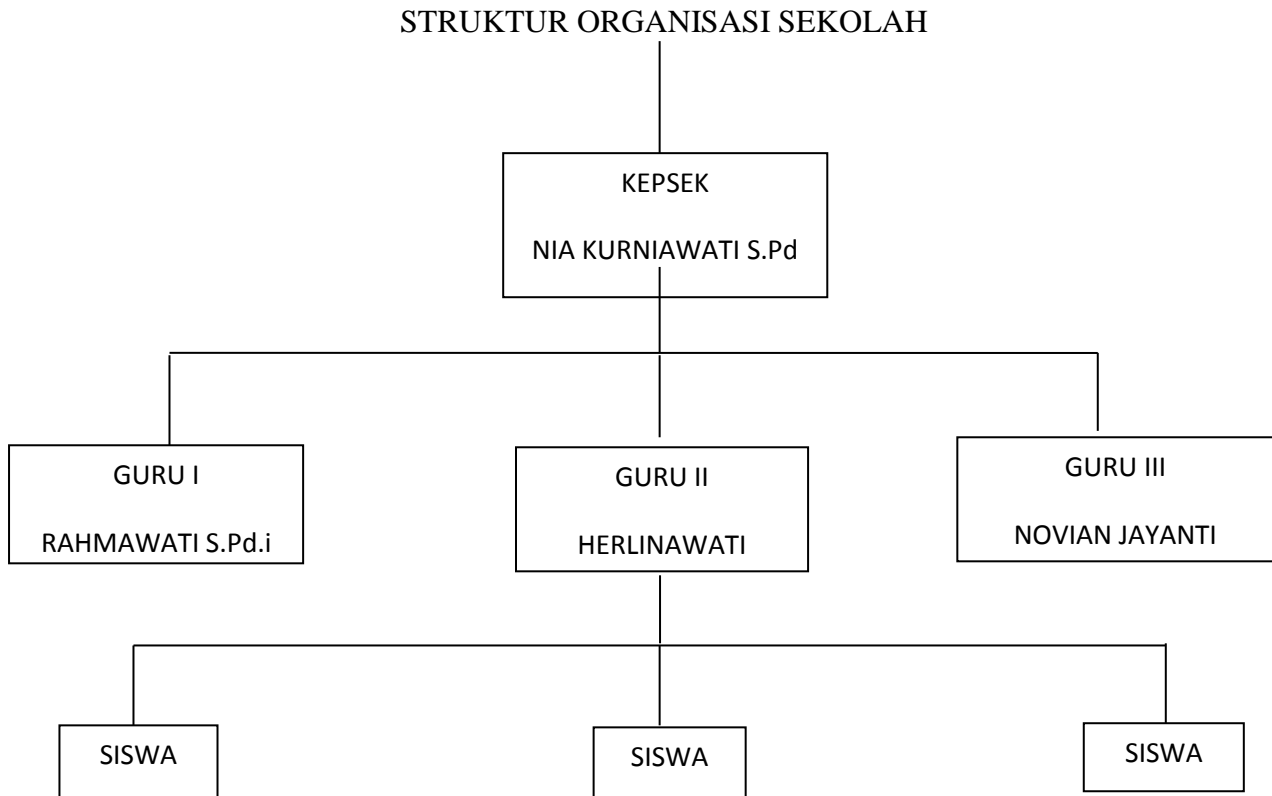 STRUKTUR ORGANISASI SEKOLAH
KEPSEK
NIA KURNIAWATI S.Pd
GURU I
RAHMAWATI S.Pd.i
GURU II
HERLINAWATI
GURU III
NOVIAN JAYANTI
SISWA
SISWA
SISWA